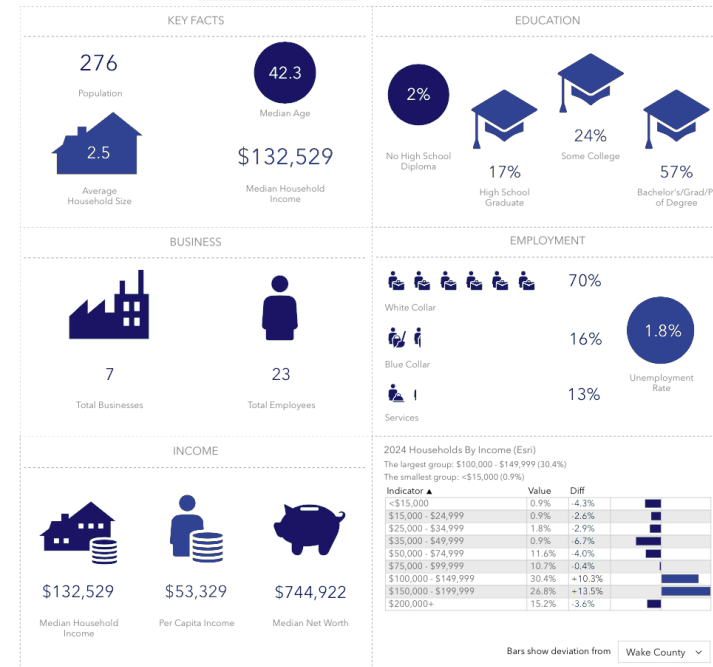 KEY FACTS
276
Population
42.3
Median Age
2.5
Average
Household Size
$132,529
Median Household
Income
EDUCATION
2%
No High School
Diploma
17%
High School
Graduate
24%
Some College
57%
Bachelor's/Grad/P
of Degree
BUSINESS
7
Total Businesses
23
Total Employees
EMPLOYMENT
White Collar
70%
Blue Collar
16%
Services
13%
1.8%
Unemployment
Rate
INCOME
$132,529
Median Household
Income
$53,329
Per Capita Income
$744,922
Median Net Worth
2024 Households By Income (Esri)
The largest group: $100,000 - $149,999 (30.4%)
The smallest group: <$15,000 (0.9%)
Indicator ▲ Value Diff
<$15,000 0.9% -4.3%
$15,000 - $24,999 0.9% -2.6%
$25,000 - $34,999 1.8% -2.9%
$35,000 - $49,999 0.9% -6.7%
$50,000 - $74,999 11.6% -4.0%
$75,000 - $99,999 10.7% -0.4%
$100,000 - $149,999 30.4% +10.3%
$150,000 - $199,999 26.8% +13.5%
$200,000+ 15.2% -3.6%
Bars show deviation from Wake County